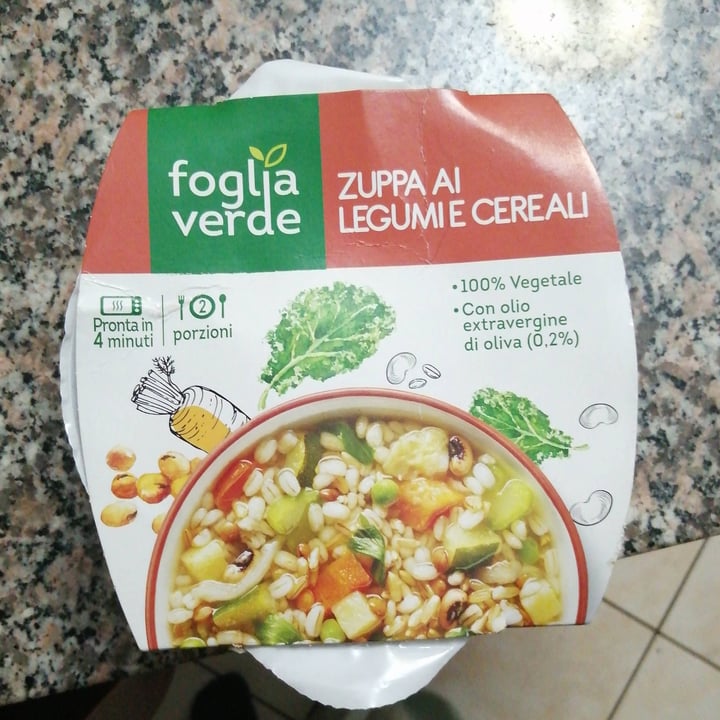 foglia
verde
ZUPPA AI
LEGUMI E CEREALI
Pronta in
4 minuti
2
porzioni
•100% Vegetale
•Con olio
extravergine
di oliva (0,2%)